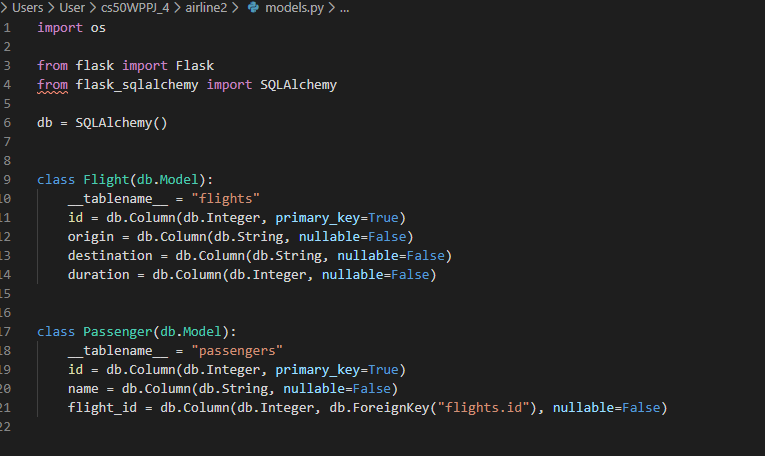 > Users > User > cs50WPPJ_4 > airline2 > models.py > ...
1 import os
2
3 from flask import Flask
4 from flask_sqlalchemy import SQLAlchemy
5
6 db = SQLAlchemy()
7
8
9 class Flight(db.Model):
10     __tablename__ = "flights"
11     id = db.Column(db.Integer, primary_key=True)
12     origin = db.Column(db.String, nullable=False)
13     destination = db.Column(db.String, nullable=False)
14     duration = db.Column(db.Integer, nullable=False)
15
16
17 class Passenger(db.Model):
18     __tablename__ = "passengers"
19     id = db.Column(db.Integer, primary_key=True)
20     name = db.Column(db.String, nullable=False)
21     flight_id = db.Column(db.Integer, db.ForeignKey("flights.id"), nullable=False)
22